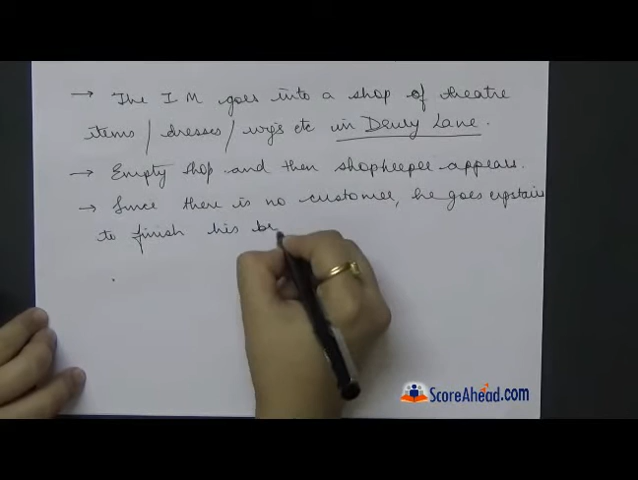 → The I M goes into a shop of theatre
items / dresses / wigs etc in Drury Lane.
→ Empty shop and then shopkeeper appears.
→ Since there is no customer, he goes upstairs
to finish his be
ScoreAhead.com